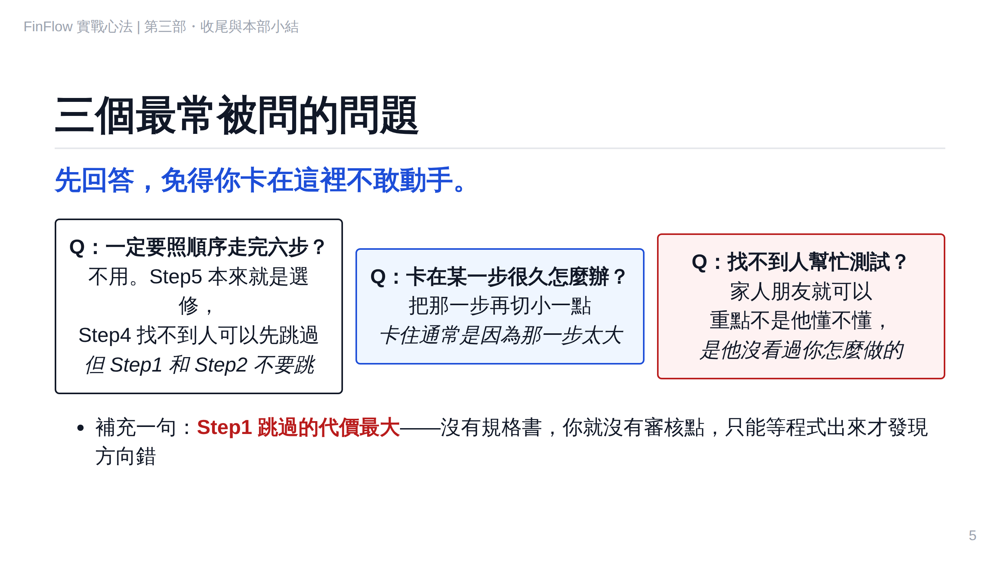 FinFlow 實戰心法 | 第三部・收尾與本部小結
三個最常被問的問題
先回答，免得你卡在這裡不敢動手。
Q：一定要照順序走完六步？
不用。Step5 本來就是選
修，
Step4 找不到人可以先跳過
但 Step1 和 Step2 不要跳
Q：卡在某一步很久怎麼辦？
把那一步再切小一點
卡住通常是因為那一步太大
Q：找不到人幫忙測試？
家人朋友就可以
重點不是他懂不懂，
是他沒看過你怎麼做的
• 補充一句：Step1 跳過的代價最大——沒有規格書，你就沒有審核點，只能等程式出來才發現
方向錯
5